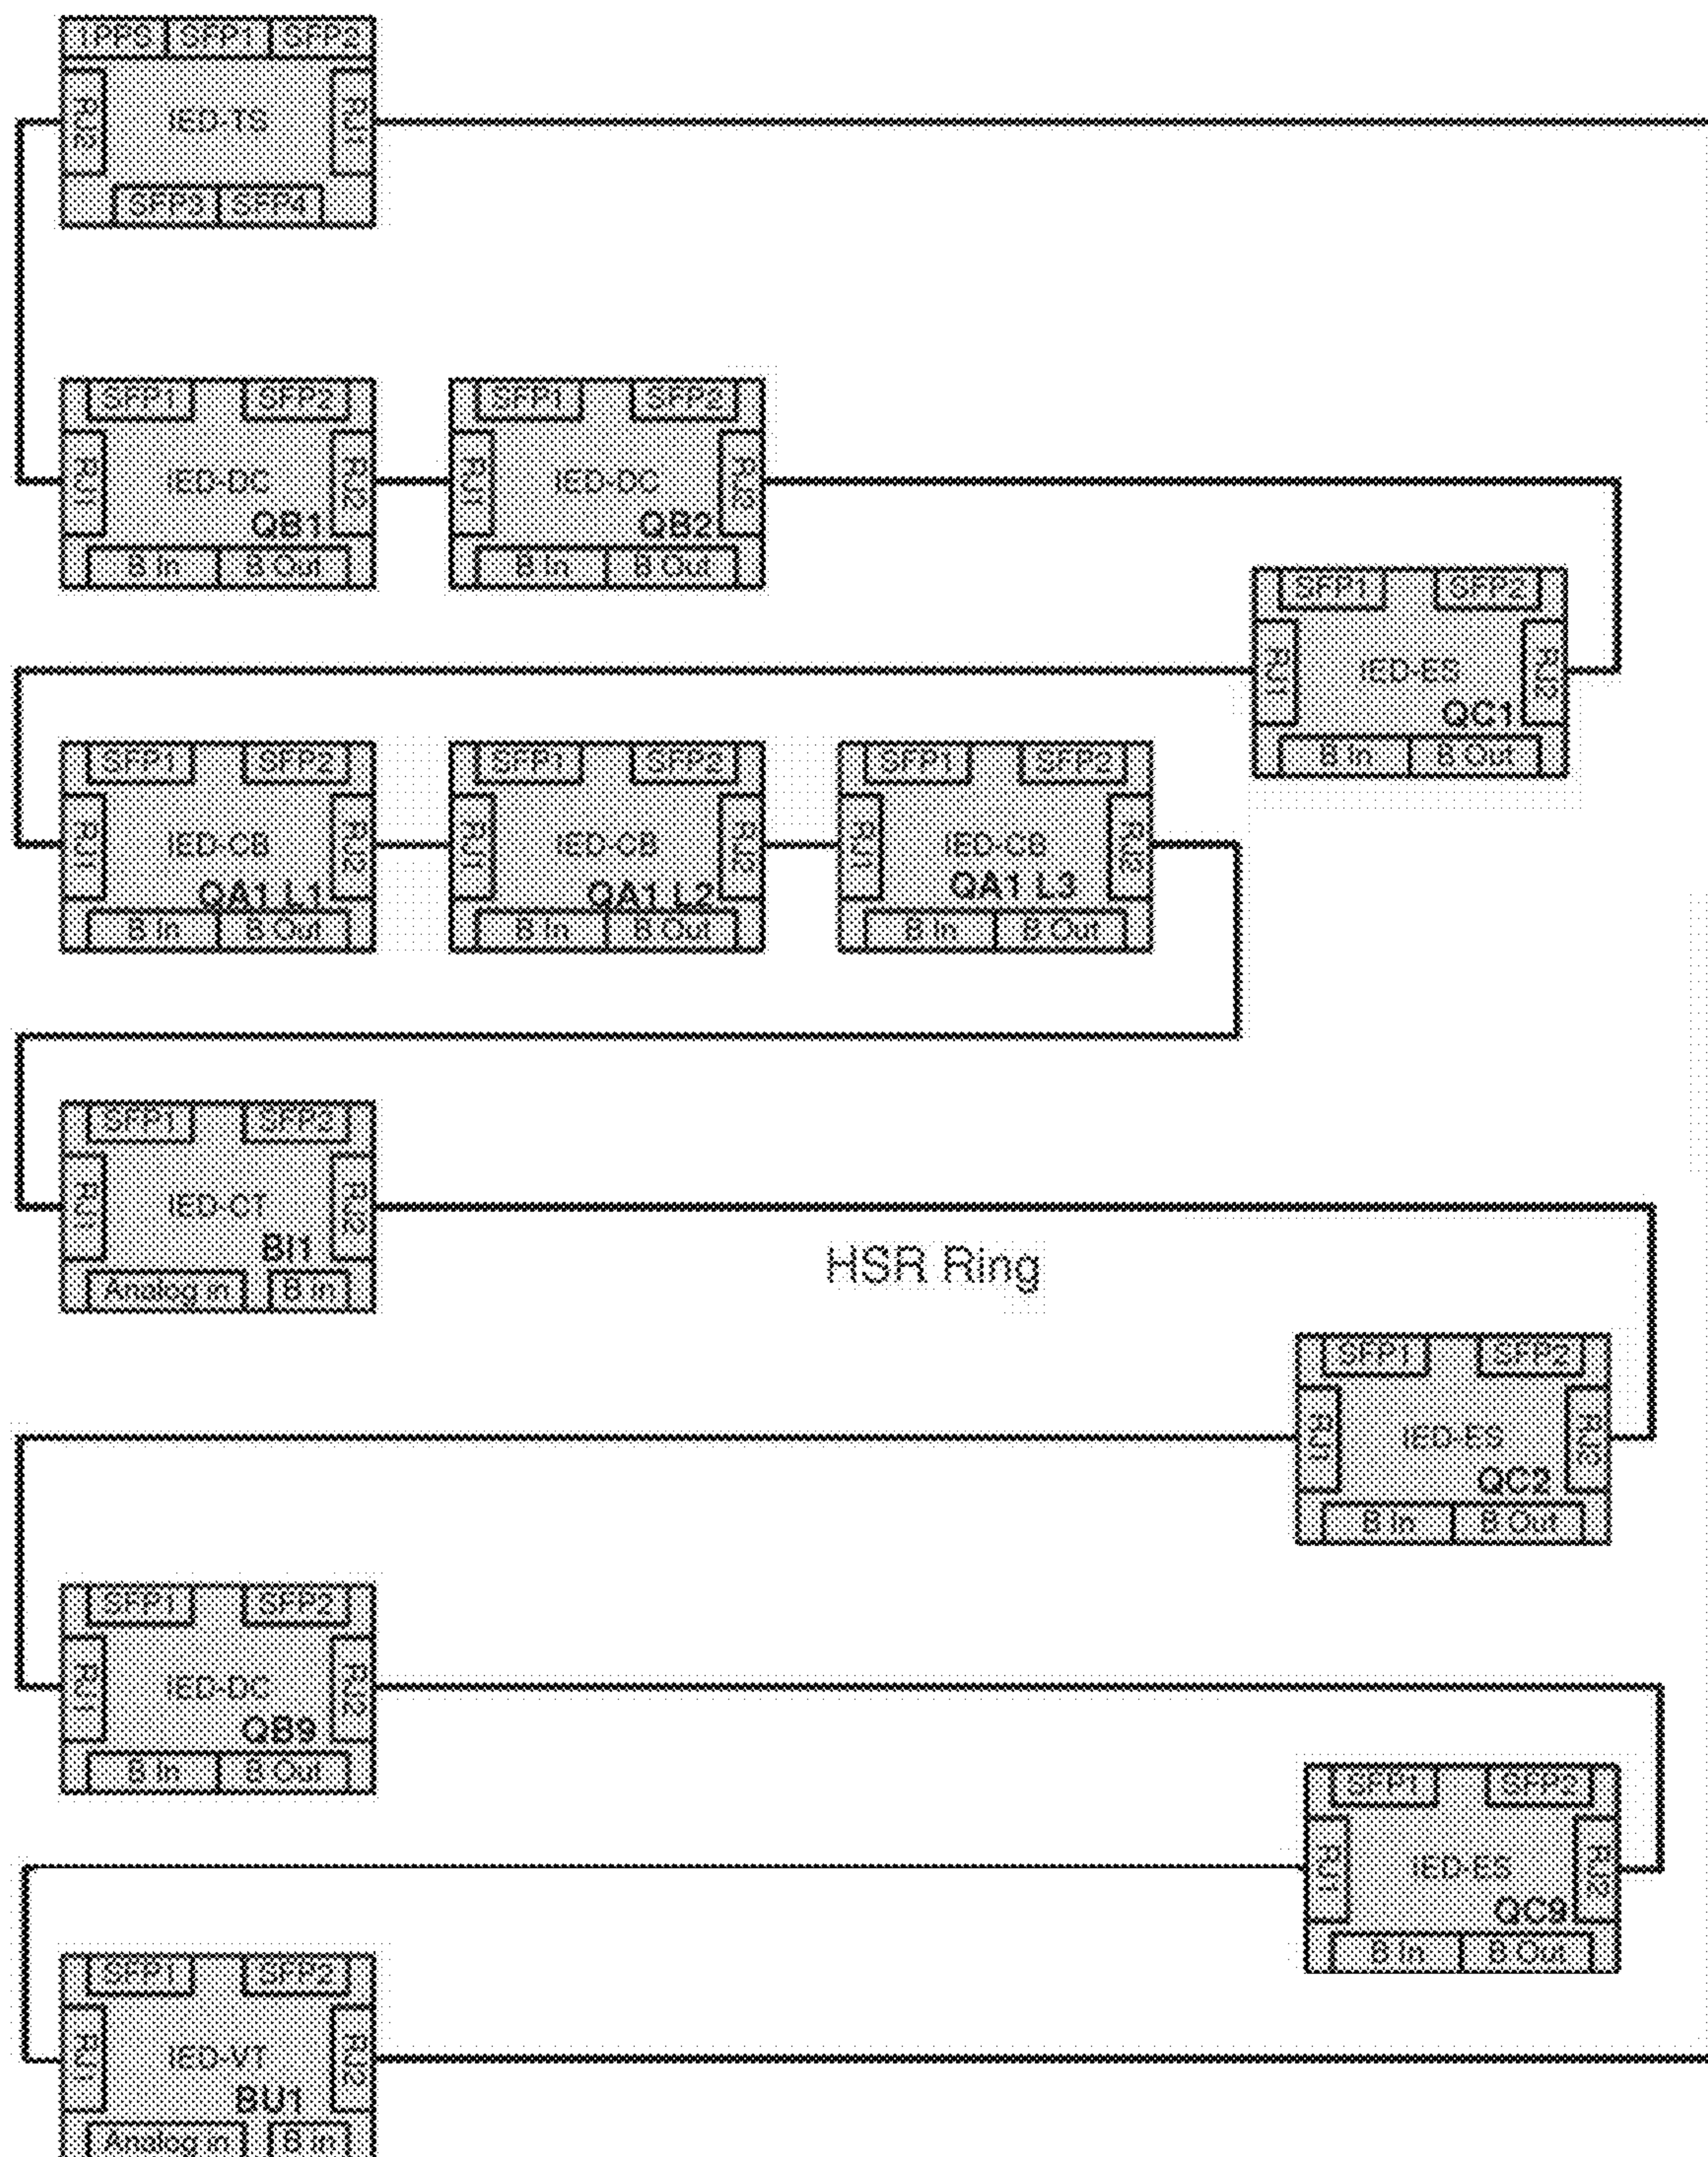 1PPS SFP1 SFP2
RJ2 IED-TS RJ1
SFP3 SFP4
SFP1 SFP2 SFP1 SFP2
RJ1 IED-DC RJ2 RJ1 IED-DC RJ2
QB1 QB2
B In B Out B In B Out
SFP1 SFP2
RJ1 IED-ES RJ2
QC1
B In B Out
SFP1 SFP2 SFP1 SFP2 SFP1 SFP2
RJ1 IED-CB RJ2 RJ1 IED-CB RJ2 RJ1 IED-CB RJ2
QA1 L1 QA1 L2 QA1 L3
B In B Out B In B Out B In B Out
SFP1 SFP2
RJ1 IED-CT RJ2
BI1
Analog in B in
HSR Ring
SFP1 SFP2
RJ1 IED-ES RJ2
QC2
B In B Out
SFP1 SFP2
RJ1 IED-DC RJ2
QB9
B In B Out
SFP1 SFP2
RJ1 IED-ES RJ2
QC9
B In B Out
SFP1 SFP2
RJ1 IED-VT RJ2
BU1
Analog in B in